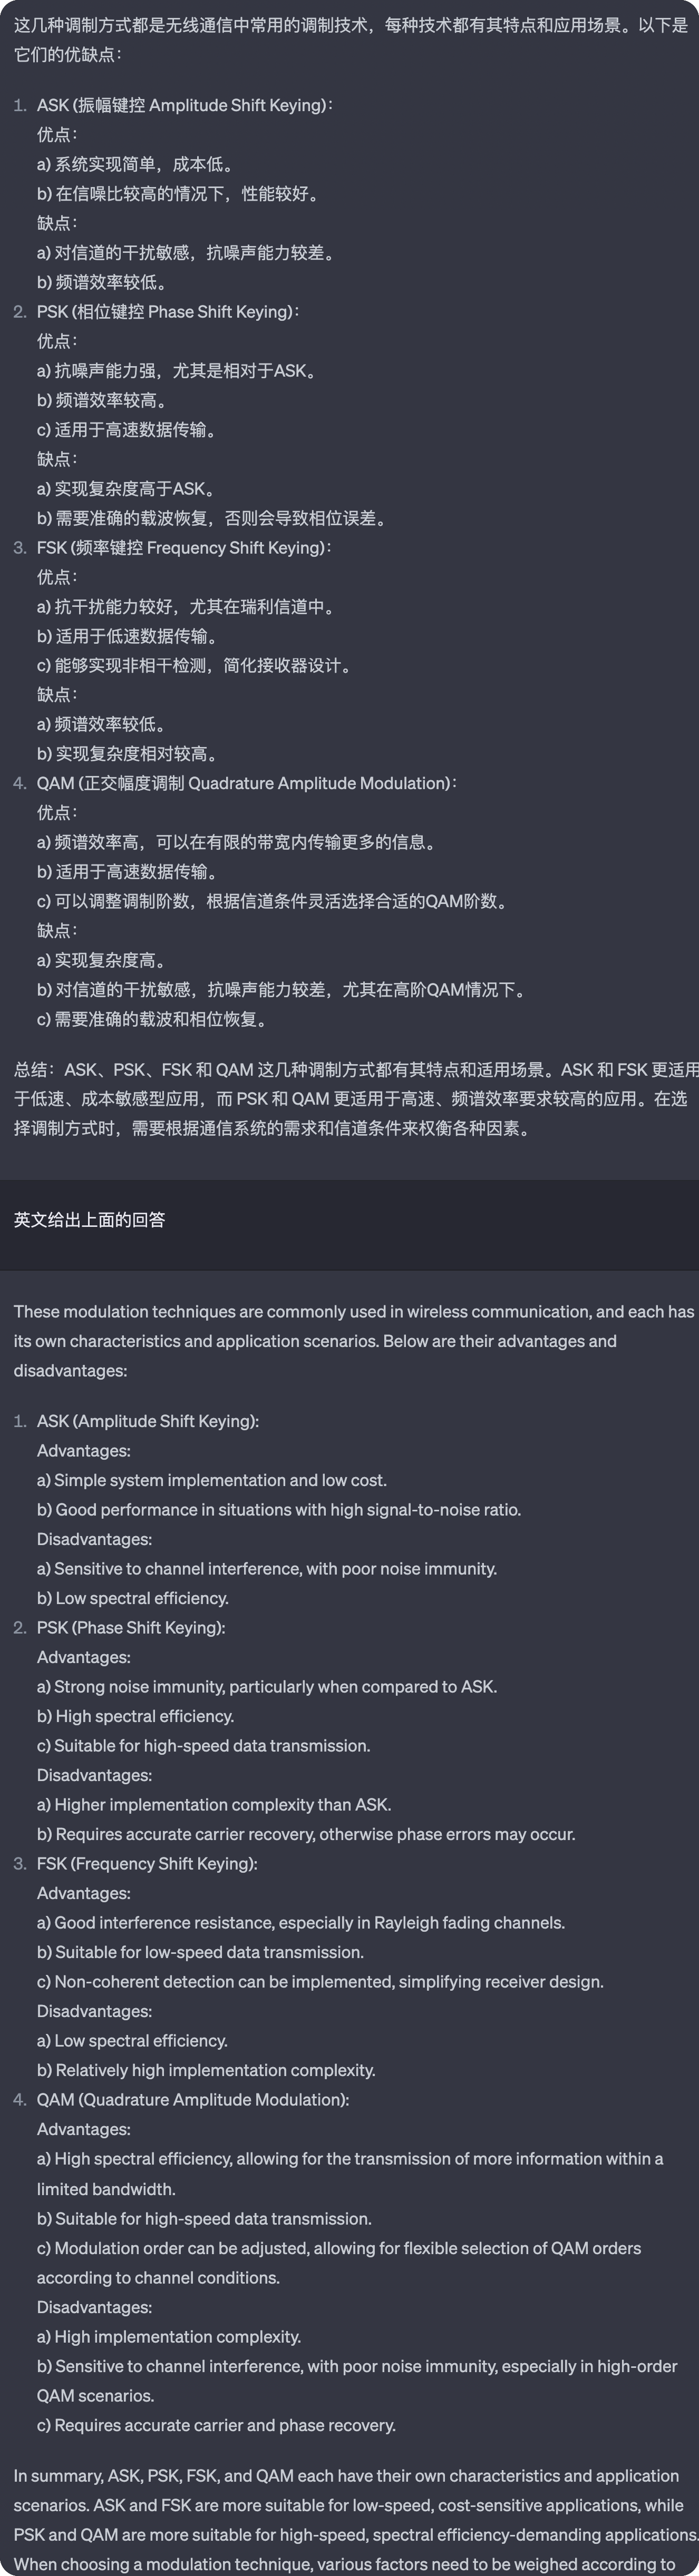 这几种调制方式都是无线通信中常用的调制技术，每种技术都有其特点和应用场景。以下是
它们的优缺点：
1. ASK (振幅键控 Amplitude Shift Keying)：
优点：
a) 系统实现简单，成本低。
b) 在信噪比较高的情况下，性能较好。
缺点：
a) 对信道的干扰敏感，抗噪声能力较差。
b) 频谱效率较低。
2. PSK (相位键控 Phase Shift Keying)：
优点：
a) 抗噪声能力强，尤其是相对于ASK。
b) 频谱效率较高。
c) 适用于高速数据传输。
缺点：
a) 实现复杂度高于ASK。
b) 需要准确的载波恢复，否则会导致相位误差。
3. FSK (频率键控 Frequency Shift Keying)：
优点：
a) 抗干扰能力较好，尤其在瑞利信道中。
b) 适用于低速数据传输。
c) 能够实现非相干检测，简化接收器设计。
缺点：
a) 频谱效率较低。
b) 实现复杂度相对较高。
4. QAM (正交幅度调制 Quadrature Amplitude Modulation)：
优点：
a) 频谱效率高，可以在有限的带宽内传输更多的信息。
b) 适用于高速数据传输。
c) 可以调整调制阶数，根据信道条件灵活选择合适的QAM阶数。
缺点：
a) 实现复杂度高。
b) 对信道的干扰敏感，抗噪声能力较差，尤其在高阶QAM情况下。
c) 需要准确的载波和相位恢复。
总结：ASK、PSK、FSK 和 QAM 这几种调制方式都有其特点和适用场景。ASK 和 FSK 更适用
于低速、成本敏感型应用，而 PSK 和 QAM 更适用于高速、频谱效率要求较高的应用。在选
择调制方式时，需要根据通信系统的需求和信道条件来权衡各种因素。
英文给出上面的回答
These modulation techniques are commonly used in wireless communication, and each has
its own characteristics and application scenarios. Below are their advantages and
disadvantages:
1. ASK (Amplitude Shift Keying):
Advantages:
a) Simple system implementation and low cost.
b) Good performance in situations with high signal-to-noise ratio.
Disadvantages:
a) Sensitive to channel interference, with poor noise immunity.
b) Low spectral efficiency.
2. PSK (Phase Shift Keying):
Advantages:
a) Strong noise immunity, particularly when compared to ASK.
b) High spectral efficiency.
c) Suitable for high-speed data transmission.
Disadvantages:
a) Higher implementation complexity than ASK.
b) Requires accurate carrier recovery, otherwise phase errors may occur.
3. FSK (Frequency Shift Keying):
Advantages:
a) Good interference resistance, especially in Rayleigh fading channels.
b) Suitable for low-speed data transmission.
c) Non-coherent detection can be implemented, simplifying receiver design.
Disadvantages:
a) Low spectral efficiency.
b) Relatively high implementation complexity.
4. QAM (Quadrature Amplitude Modulation):
Advantages:
a) High spectral efficiency, allowing for the transmission of more information within a
limited bandwidth.
b) Suitable for high-speed data transmission.
c) Modulation order can be adjusted, allowing for flexible selection of QAM orders
according to channel conditions.
Disadvantages:
a) High implementation complexity.
b) Sensitive to channel interference, with poor noise immunity, especially in high-order
QAM scenarios.
c) Requires accurate carrier and phase recovery.
In summary, ASK, PSK, FSK, and QAM each have their own characteristics and application
scenarios. ASK and FSK are more suitable for low-speed, cost-sensitive applications, while
PSK and QAM are more suitable for high-speed, spectral efficiency-demanding applications.
When choosing a modulation technique, various factors need to be weighed according to